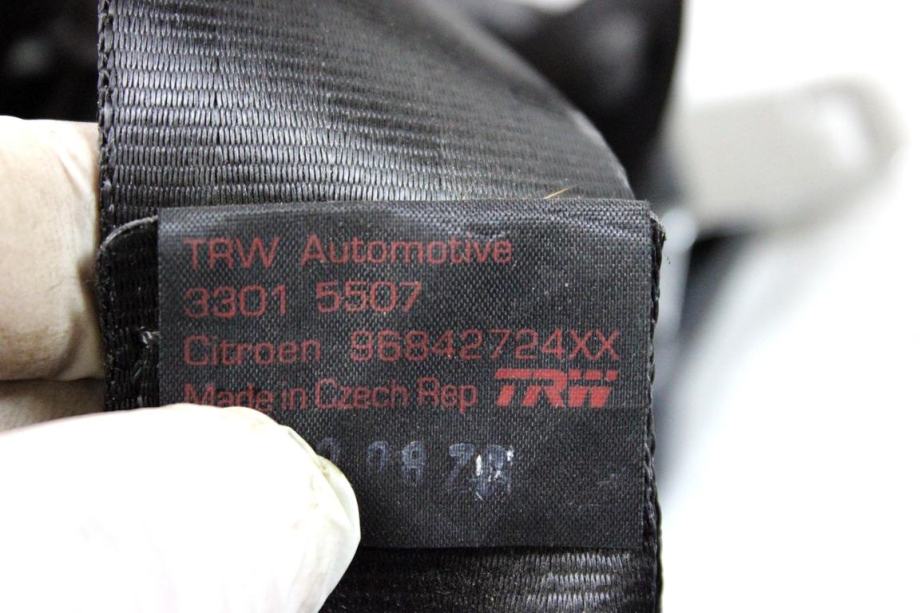 TRW Automotive
3301 5507
Citroen 96842724XX
Made in Czech Rep TRW